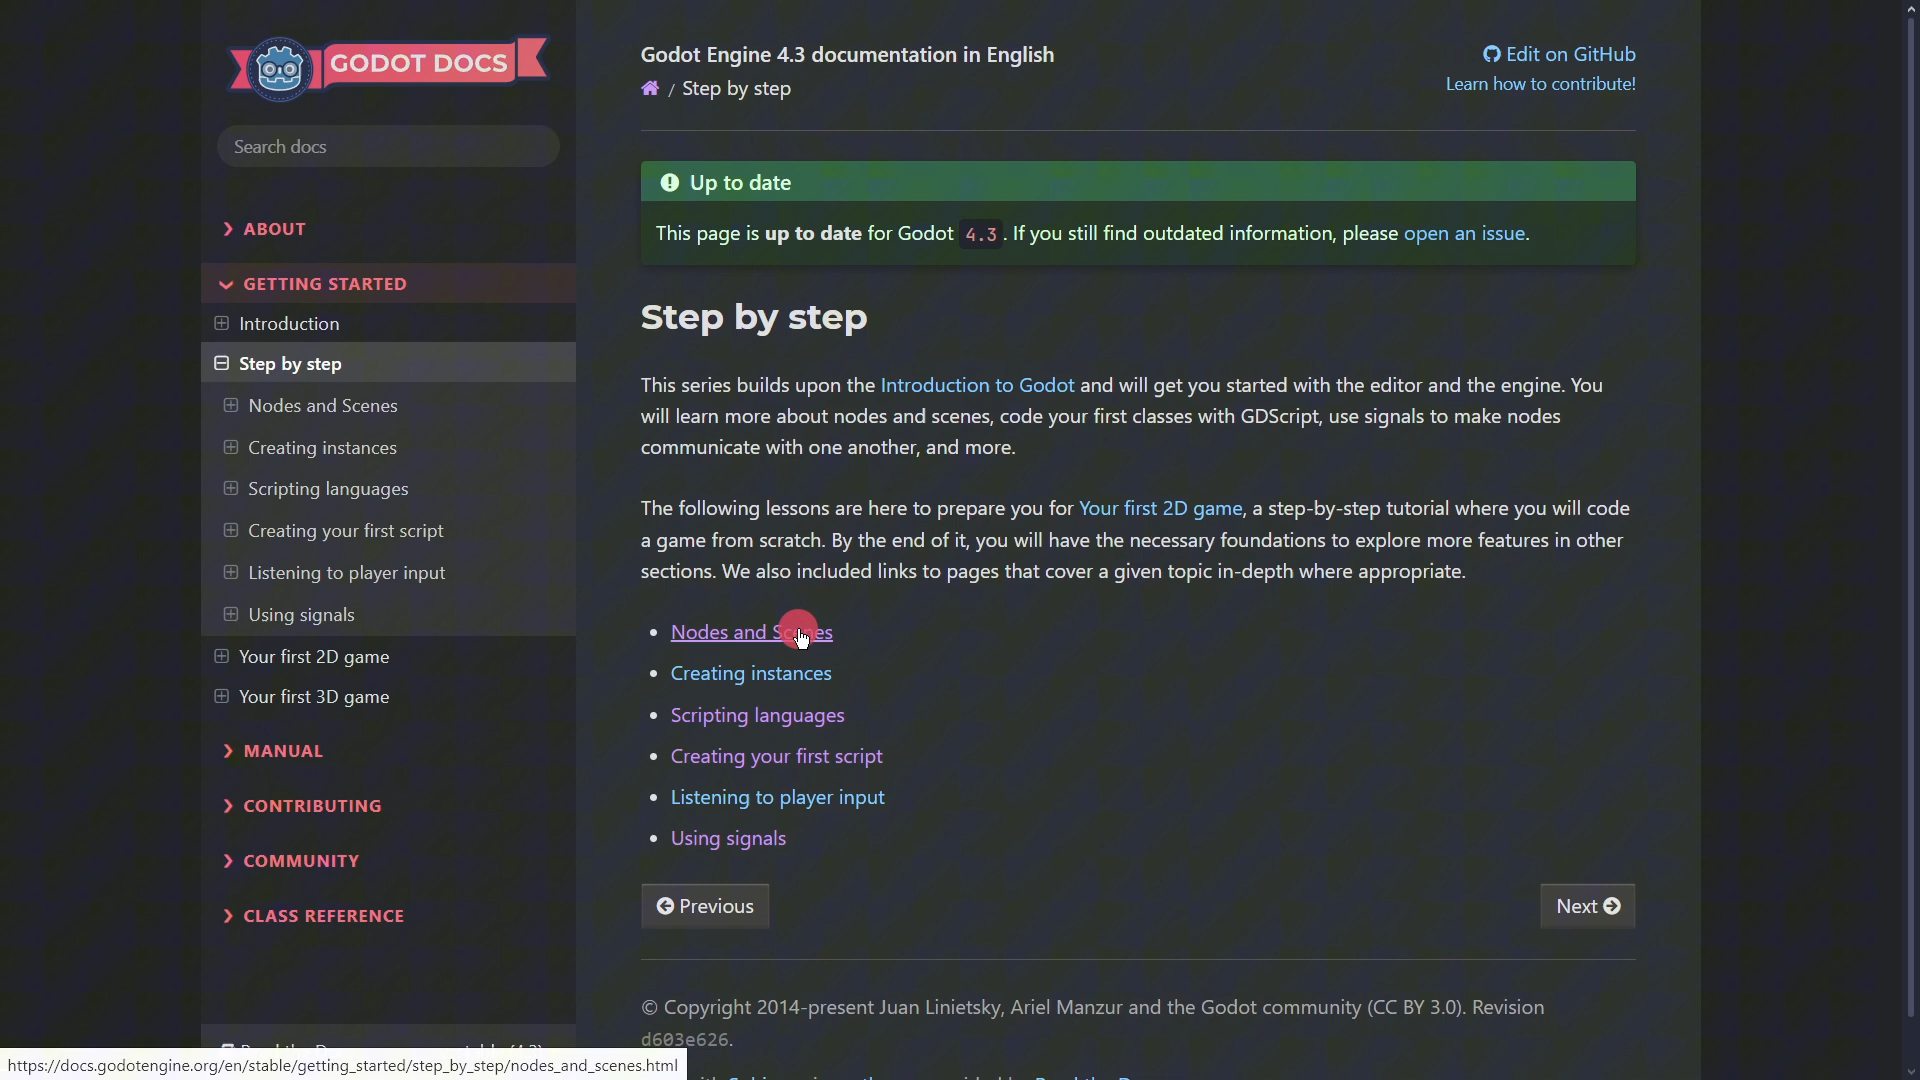 GODOT DOCS
Search docs
ABOUT
GETTING STARTED
Introduction
Step by step
Nodes and Scenes
Creating instances
Scripting languages
Creating your first script
Listening to player input
Using signals
Your first 2D game
Your first 3D game
MANUAL
CONTRIBUTING
COMMUNITY
CLASS REFERENCE
https://docs.godotengine.org/en/stable/getting_started/step_by_step/nodes_and_scenes.html
Godot Engine 4.3 documentation in English
/ Step by step
Edit on GitHub
Learn how to contribute!
Up to date
This page is up to date for Godot 4.3. If you still find outdated information, please open an issue.
Step by step
This series builds upon the Introduction to Godot and will get you started with the editor and the engine. You
will learn more about nodes and scenes, code your first classes with GDScript, use signals to make nodes
communicate with one another, and more.
The following lessons are here to prepare you for Your first 2D game, a step-by-step tutorial where you will code
a game from scratch. By the end of it, you will have the necessary foundations to explore more features in other
sections. We also included links to pages that cover a given topic in-depth where appropriate.
Nodes and Scenes
Creating instances
Scripting languages
Creating your first script
Listening to player input
Using signals
Previous
Next
© Copyright 2014-present Juan Linietsky, Ariel Manzur and the Godot community (CC BY 3.0). Revision
d603e626.